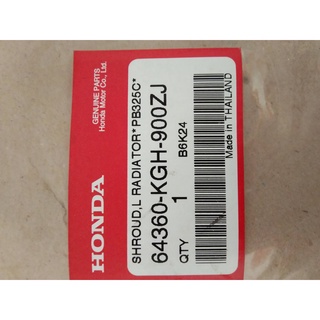 GENUINE PARTS
Honda Motor Co., Ltd.
HONDA
SHROUD,L RADIATOR*PB325C*
64360-KGH-900ZJ
QTY 1 B6K24
Made in THAILAND